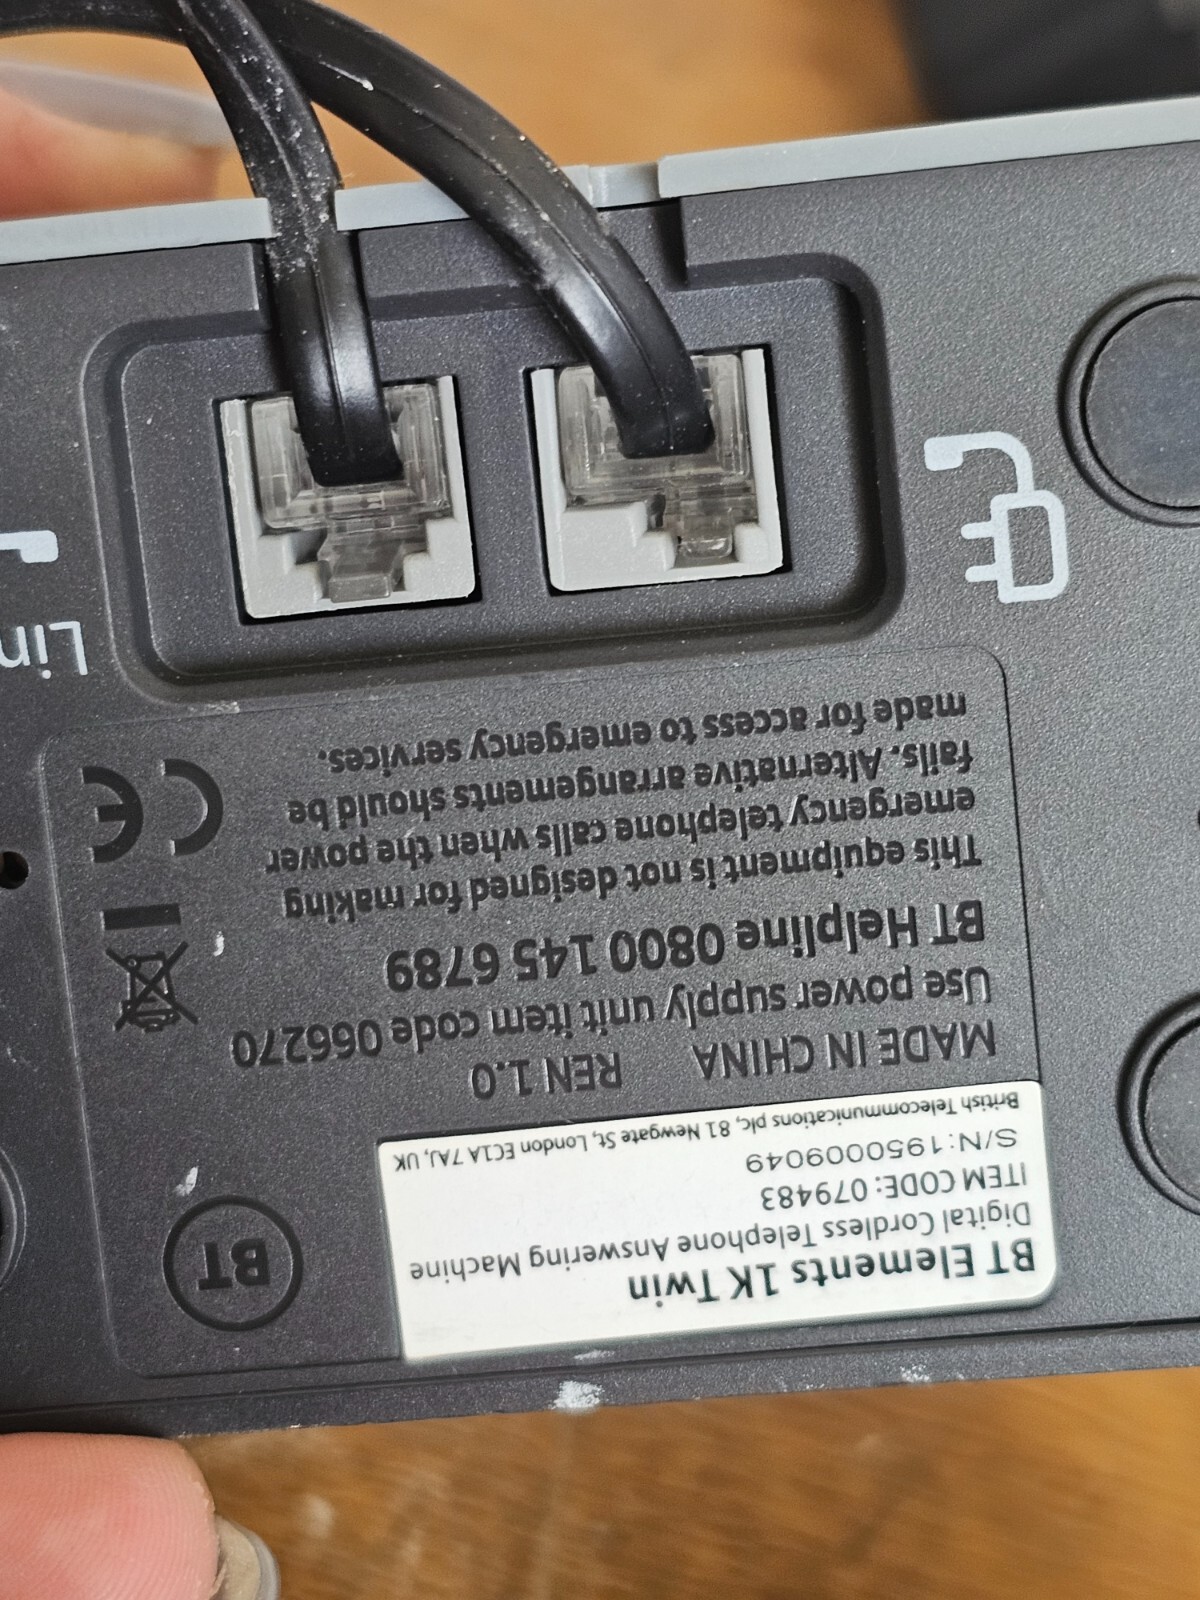 BT Elements 1K Twin
Digital Cordless Telephone Answering Machine
ITEM CODE: 079483
S/N:1950009049
British Telecommunications plc, 81 Newgate St, London EC1A 7AJ, UK
BT
MADE IN CHINA REN 1.0
Use power supply unit item code 066270
BT Helpline 0800 145 6789
This equipment is not designed for making
emergency telephone calls when the power
fails. Alternative arrangements should be
made for access to emergency services.
CE
Lin